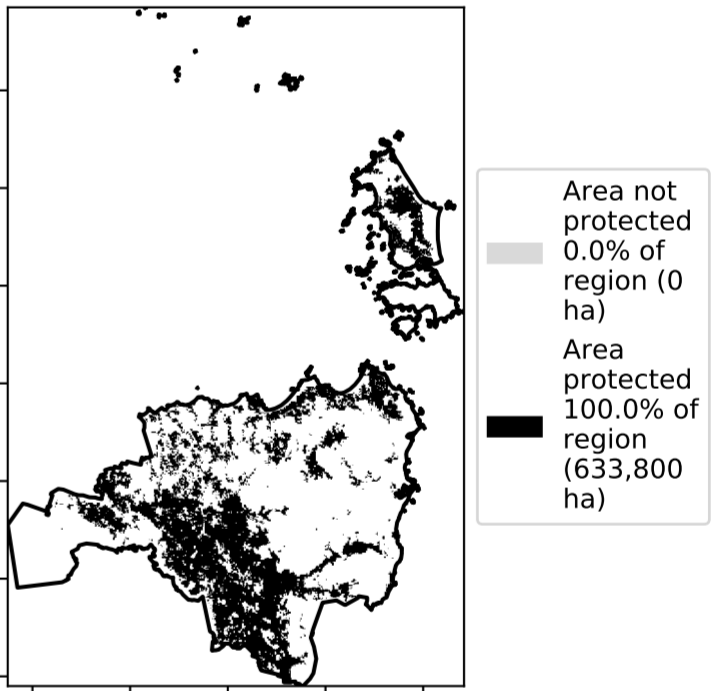 Area not
protected
0.0% of
region (0
ha)
Area
protected
100.0% of
region
(633,800
ha)